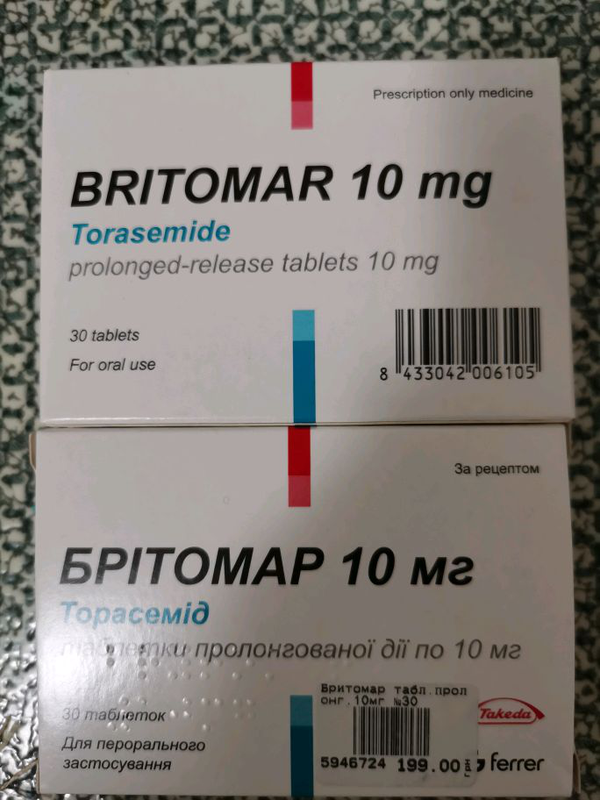 Prescription only medicine
BRITOMAR 10 mg
Torasemide
prolonged-release tablets 10 mg
30 tablets
For oral use
8 433042 006105
За рецептом
БРІТОМАР 10 мг
Торасемід
таблетки пролонгованої дії по 10 мг
30 таблеток
Для перорального
застосування
Бритомар табл.прол
онг.10мг №30
5946724 199.00 грн
Takeda
ferrer